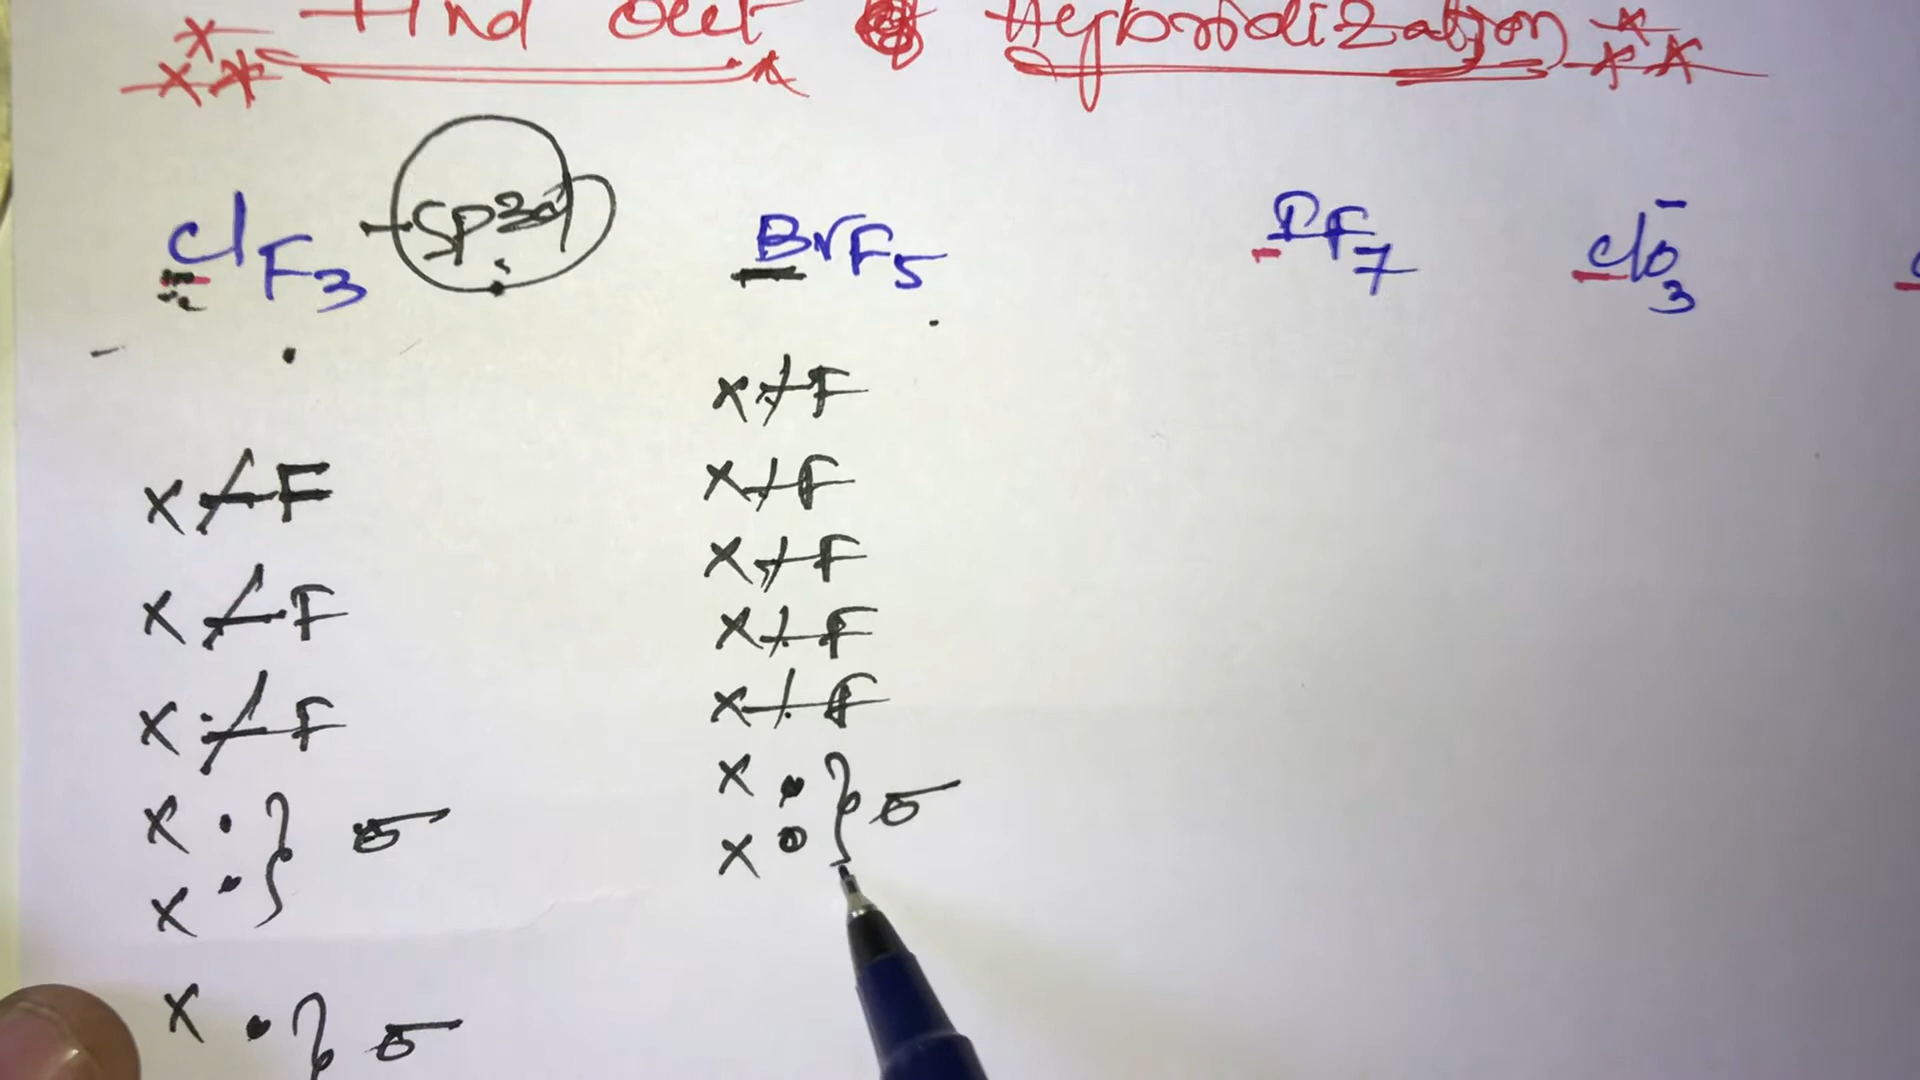 Find Out Hybridization
ClF3 - SP3d
BrF5
IF7
ClO3-
x F
x F
x F
x . } σ
x .
x . } σ
x F
x F
x F
x F
x F
x . } σ
x .